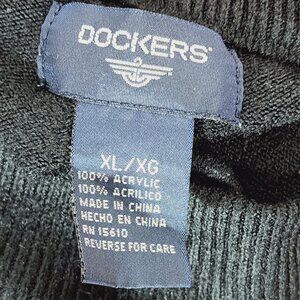 DOCKERS®
XL/XG
100% ACRYLIC
100% ACRILICO
MADE IN CHINA
HECHO EN CHINA
RN 15610
REVERSE FOR CARE